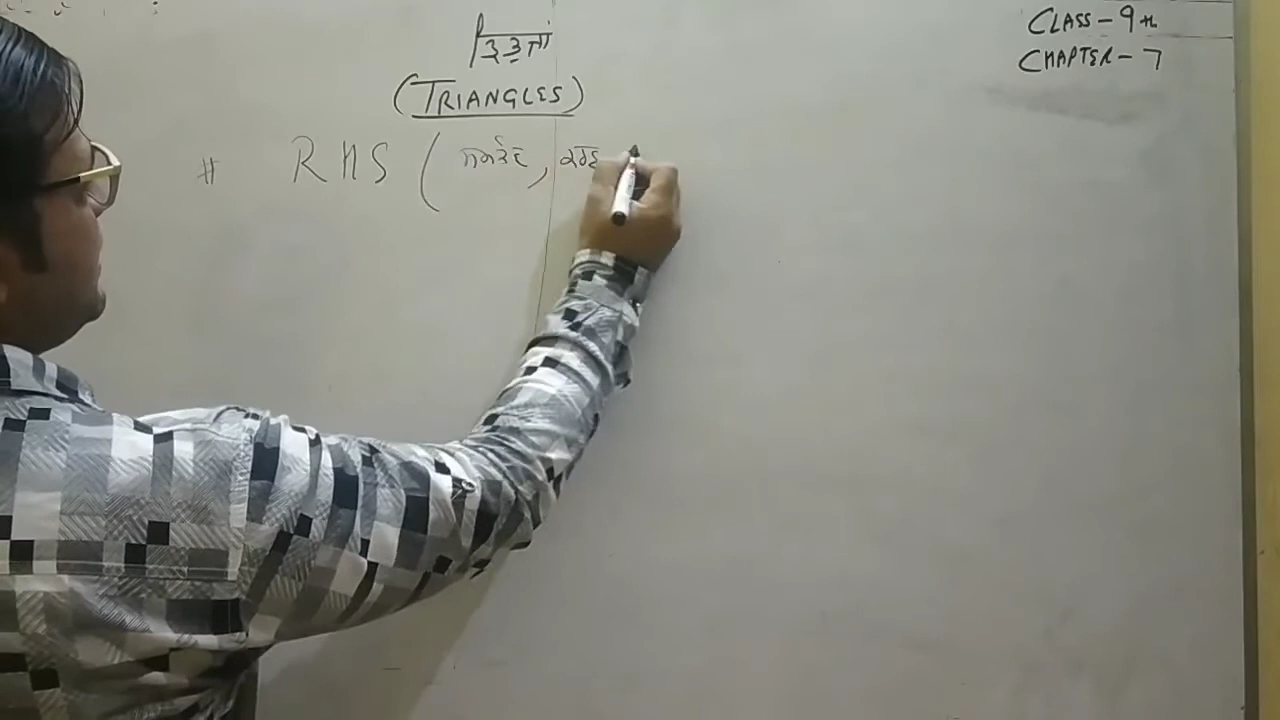 ਤ੍ਰਿਭੁਜਾਂ
CLASS - 9th
CHAPTER - 7
(TRIANGLES)
# RHS ( ਸਮਕੋਣ, ਕਰਣ